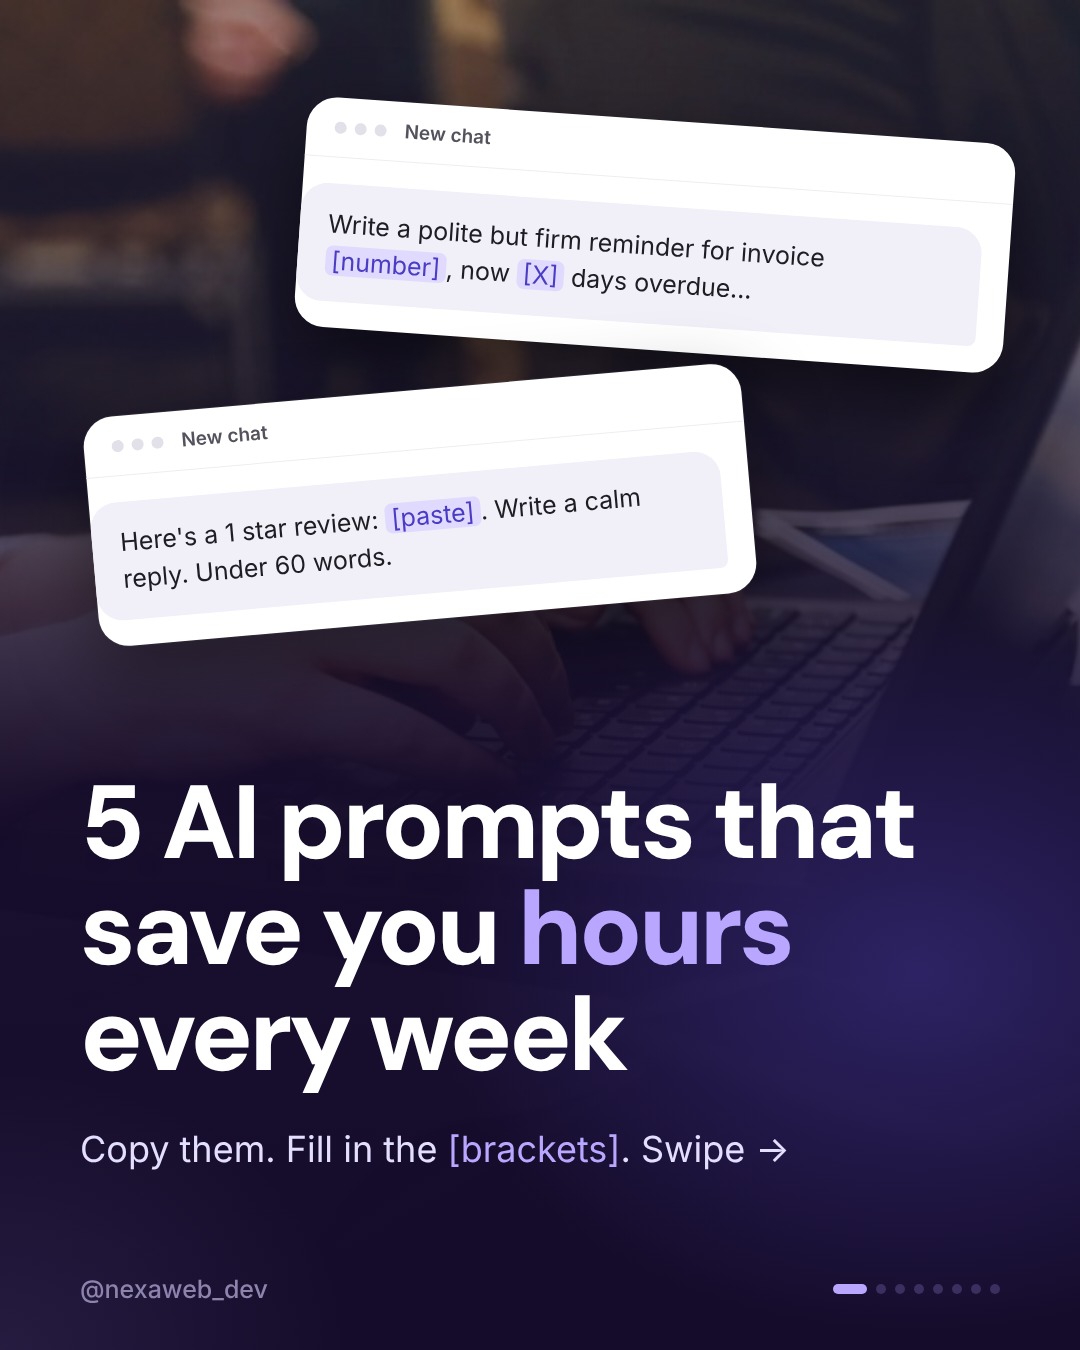 New chat
Write a polite but firm reminder for invoice
[number], now [X] days overdue...
New chat
Here's a 1 star review: [paste]. Write a calm
reply. Under 60 words.
5 AI prompts that
save you hours
every week
Copy them. Fill in the [brackets]. Swipe →
@nexaweb_dev